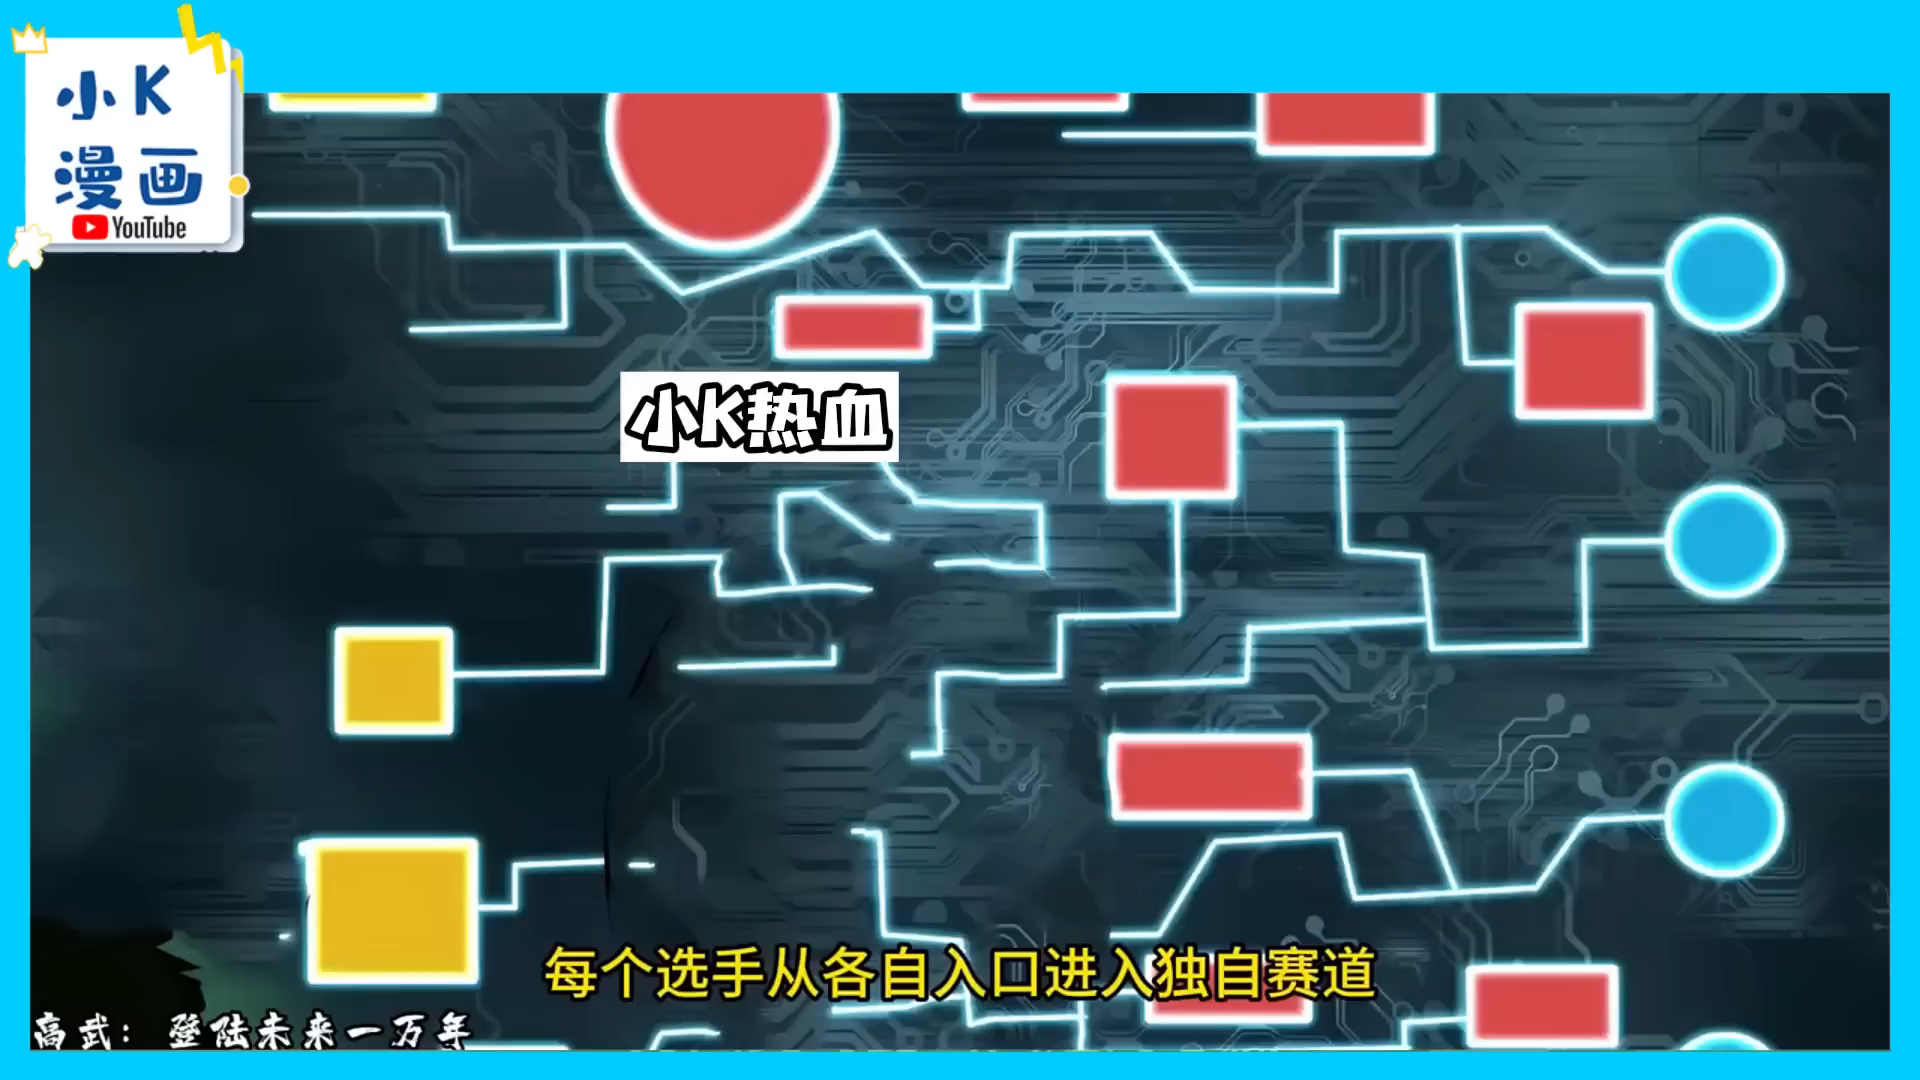 小K
漫画
YouTube
小K热血
每个选手从各自入口进入独自赛道
高武：登陆未来一万年